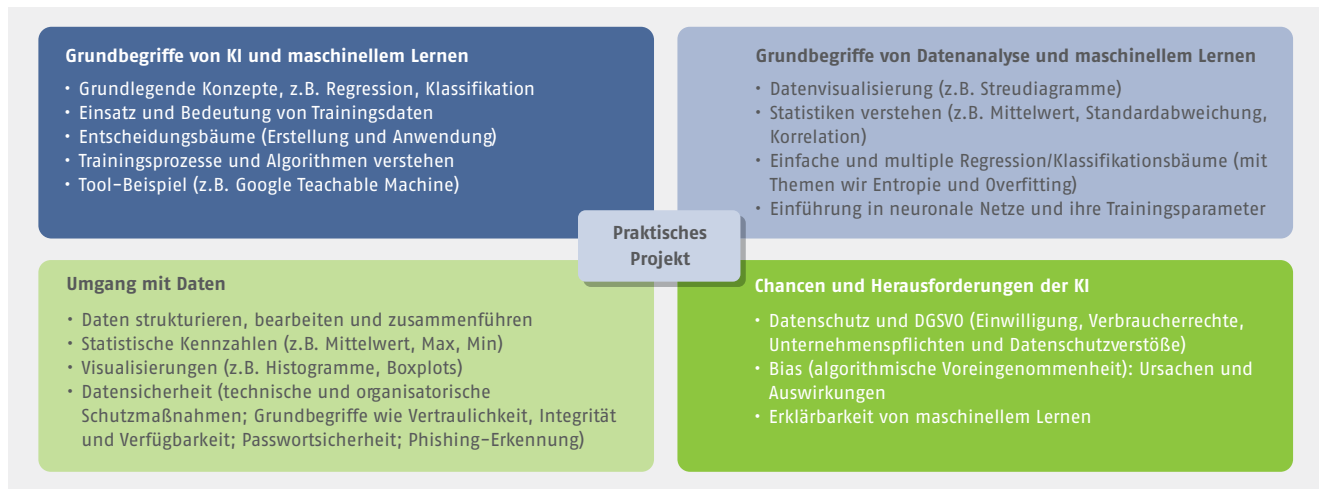 Grundbegriffe von KI und maschinellem Lernen
• Grundlegende Konzepte, z.B. Regression, Klassifikation
• Einsatz und Bedeutung von Trainingsdaten
• Entscheidungsbäume (Erstellung und Anwendung)
• Trainingsprozesse und Algorithmen verstehen
• Tool-Beispiel (z.B. Google Teachable Machine)
Grundbegriffe von Datenanalyse und maschinellem Lernen
• Datenvisualisierung (z.B. Streudiagramme)
• Statistiken verstehen (z.B. Mittelwert, Standardabweichung,
Korrelation)
• Einfache und multiple Regression/Klassifikationsbäume (mit
Themen wir Entropie und Overfitting)
• Einführung in neuronale Netze und ihre Trainingsparameter
Praktisches
Projekt
Umgang mit Daten
• Daten strukturieren, bearbeiten und zusammenführen
• Statistische Kennzahlen (z.B. Mittelwert, Max, Min)
• Visualisierungen (z.B. Histogramme, Boxplots)
• Datensicherheit (technische und organisatorische
Schutzmaßnahmen; Grundbegriffe wie Vertraulichkeit, Integrität
und Verfügbarkeit; Passwortsicherheit; Phishing-Erkennung)
Chancen und Herausforderungen der KI
• Datenschutz und DGSVO (Einwilligung, Verbraucherrechte,
Unternehmenspflichten und Datenschutzverstöße)
• Bias (algorithmische Voreingenommenheit): Ursachen und
Auswirkungen
• Erklärbarkeit von maschinellem Lernen